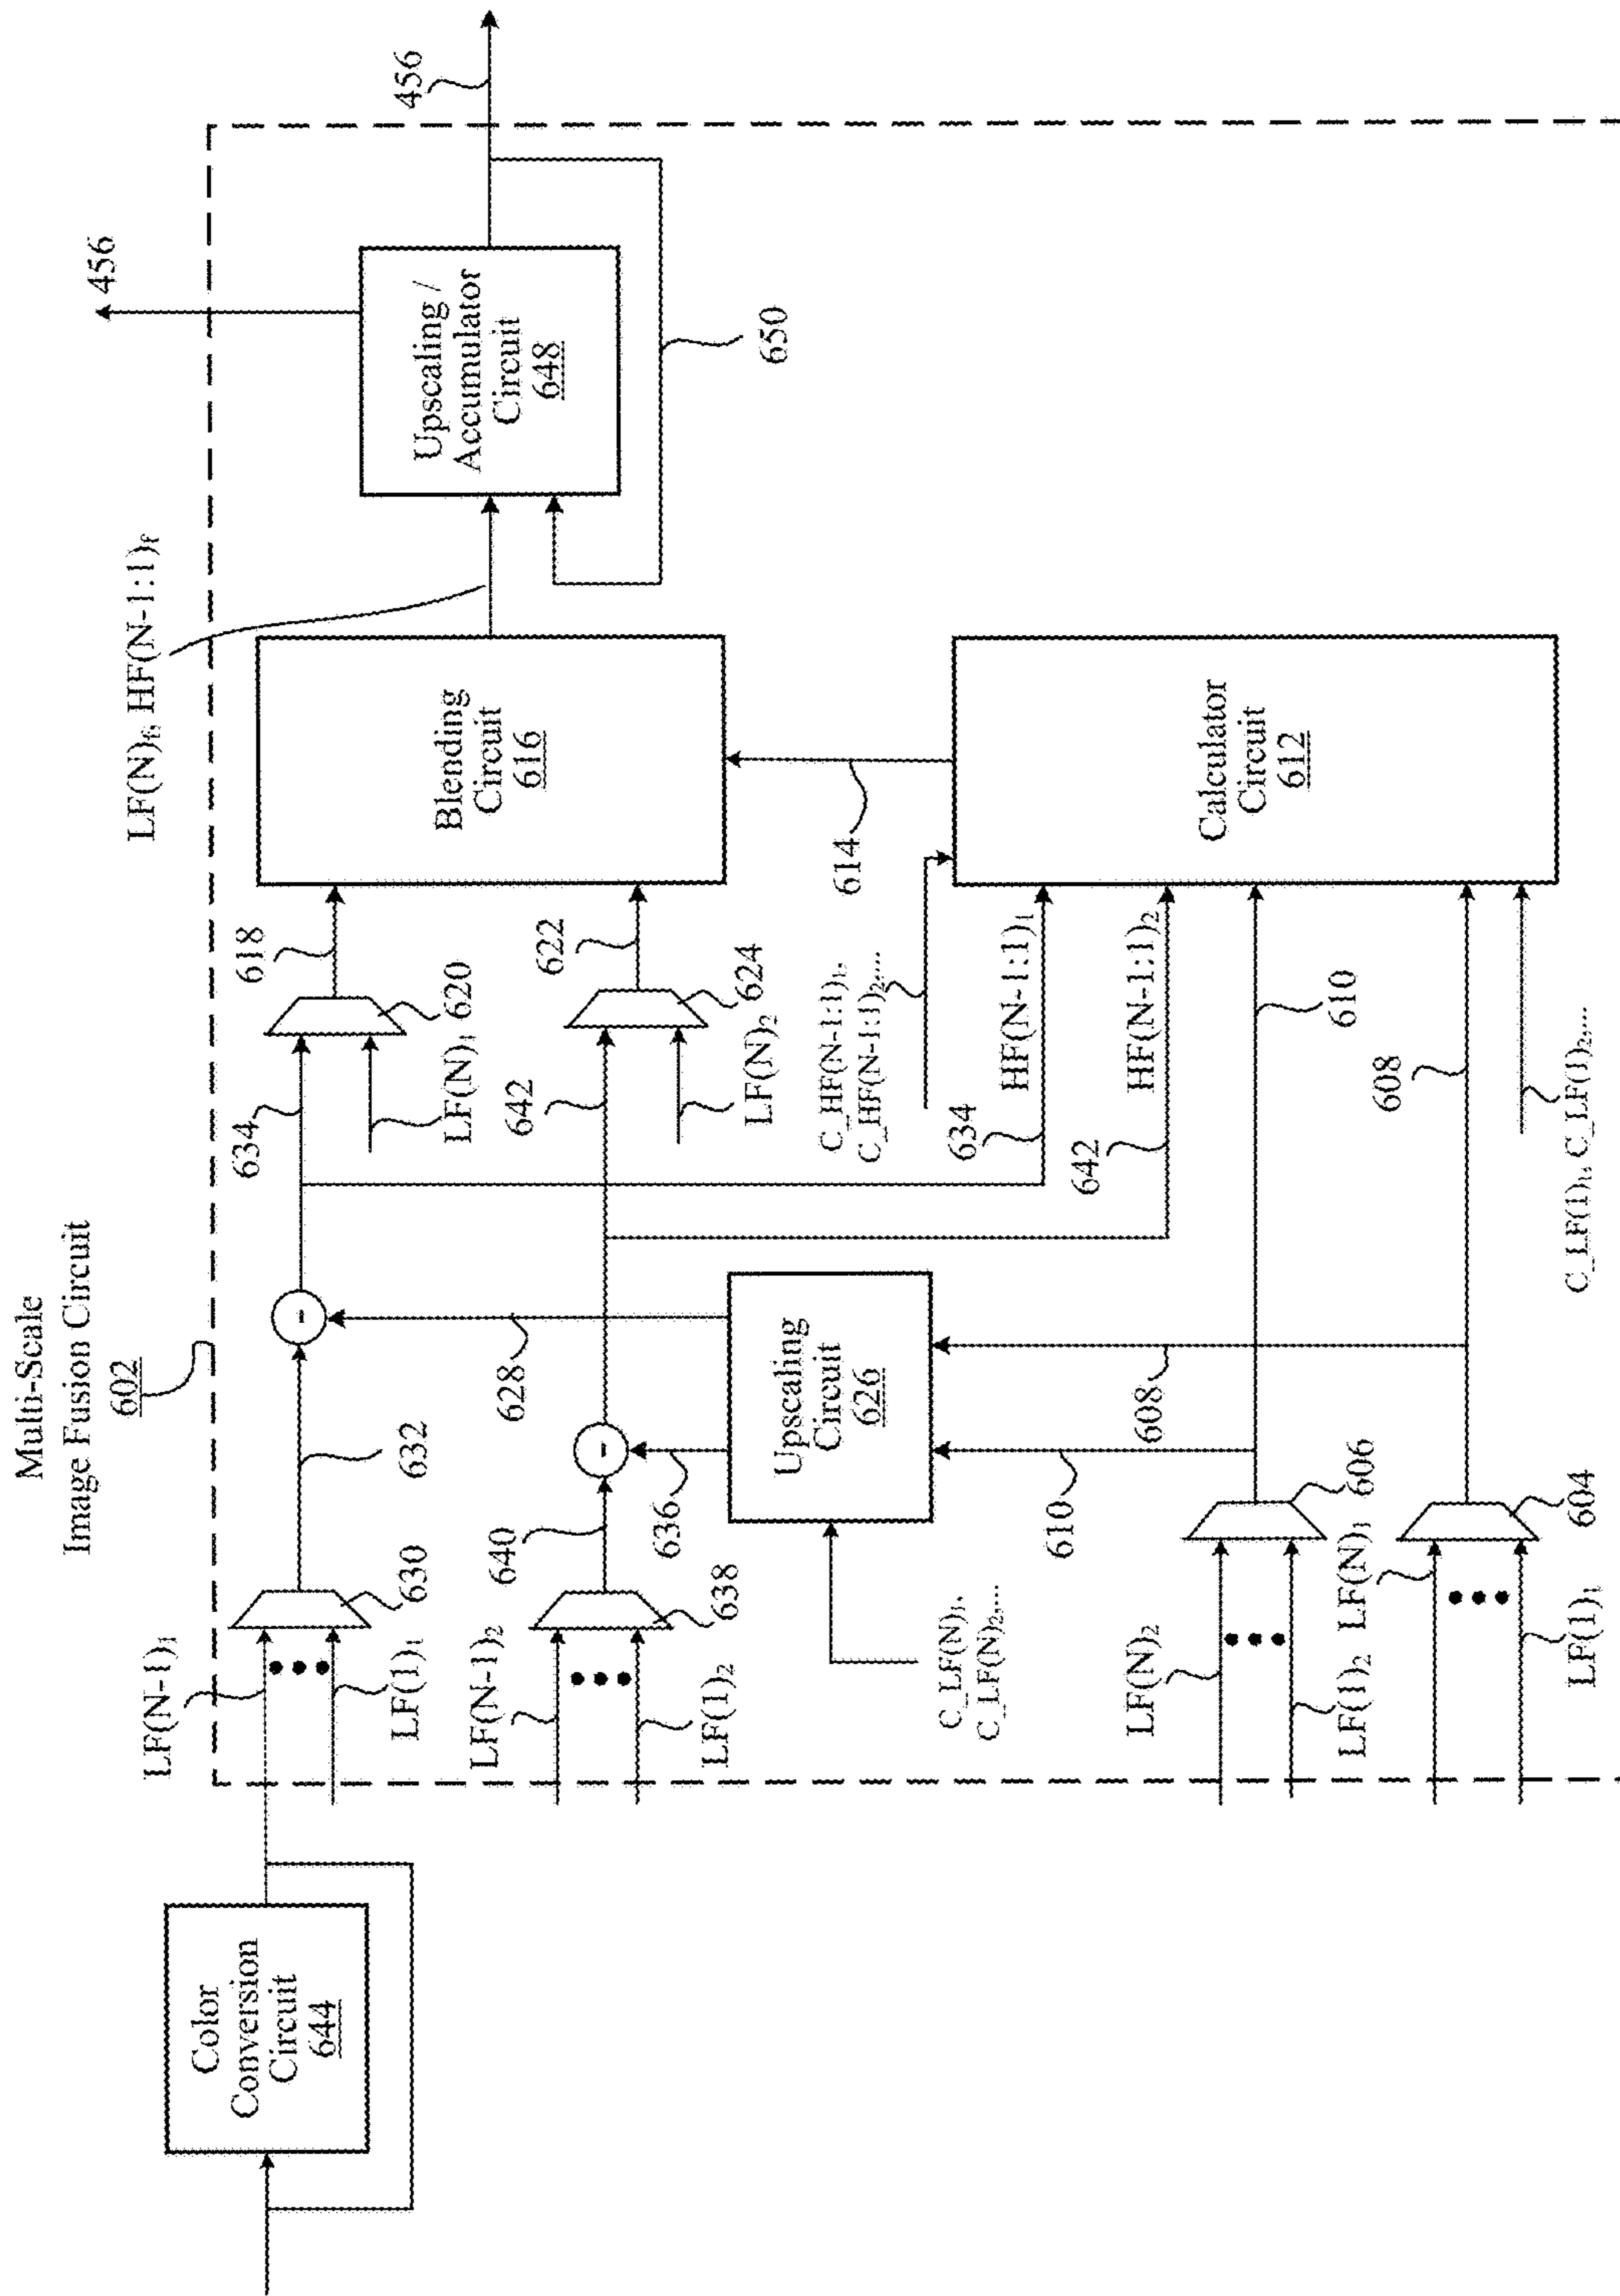 Multi-Scale
Image Fusion Circuit
602
Color
Conversion
Circuit
644
LF(N-1)₁
LF(1)₁
630
632
634
628
LF(N)₁
620
618
LF(N-1)₂
LF(1)₂
638
640
636
642
LF(N)₂
624
622
Upscaling
Circuit
626
C_LF(N)₁,
C_LF(N)₂,...
610
608
LF(N)₂
LF(1)₂
606
LF(N)₁
LF(1)₁
604
C_HF(N-1:1)₁,
C_HF(N-1:1)₂,...
634
HF(N-1:1)₁
642
HF(N-1:1)₂
610
608
C_LF(1)₁, C_LF(1)₂,...
Blending
Circuit
616
614
Calculator
Circuit
612
LF(N)f, HF(N-1:1)f
Upscaling /
Accumulator
Circuit
648
650
456
456